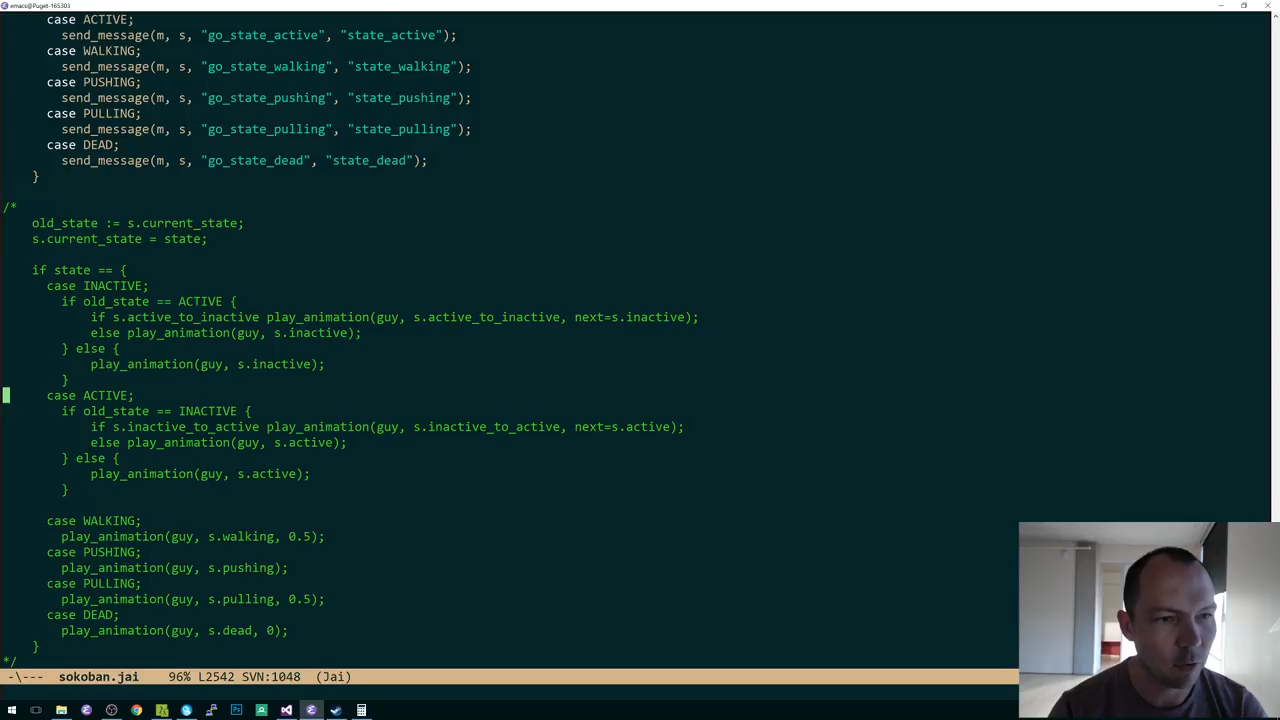 emacs@Puget-165303
    case ACTIVE;
      send_message(m, s, "go_state_active", "state_active");
    case WALKING;
      send_message(m, s, "go_state_walking", "state_walking");
    case PUSHING;
      send_message(m, s, "go_state_pushing", "state_pushing");
    case PULLING;
      send_message(m, s, "go_state_pulling", "state_pulling");
    case DEAD;
      send_message(m, s, "go_state_dead", "state_dead");
  }
/*
    old_state := s.current_state;
    s.current_state = state;
    if state == {
      case INACTIVE;
        if old_state == ACTIVE {
            if s.active_to_inactive play_animation(guy, s.active_to_inactive, next=s.inactive);
            else play_animation(guy, s.inactive);
        } else {
            play_animation(guy, s.inactive);
        }
      case ACTIVE;
        if old_state == INACTIVE {
            if s.inactive_to_active play_animation(guy, s.inactive_to_active, next=s.active);
            else play_animation(guy, s.active);
        } else {
            play_animation(guy, s.active);
        }
      case WALKING;
        play_animation(guy, s.walking, 0.5);
      case PUSHING;
        play_animation(guy, s.pushing);
      case PULLING;
        play_animation(guy, s.pulling, 0.5);
      case DEAD;
        play_animation(guy, s.dead, 0);
    }
*/
-\--- sokoban.jai 96% L2542 SVN:1048 (Jai)